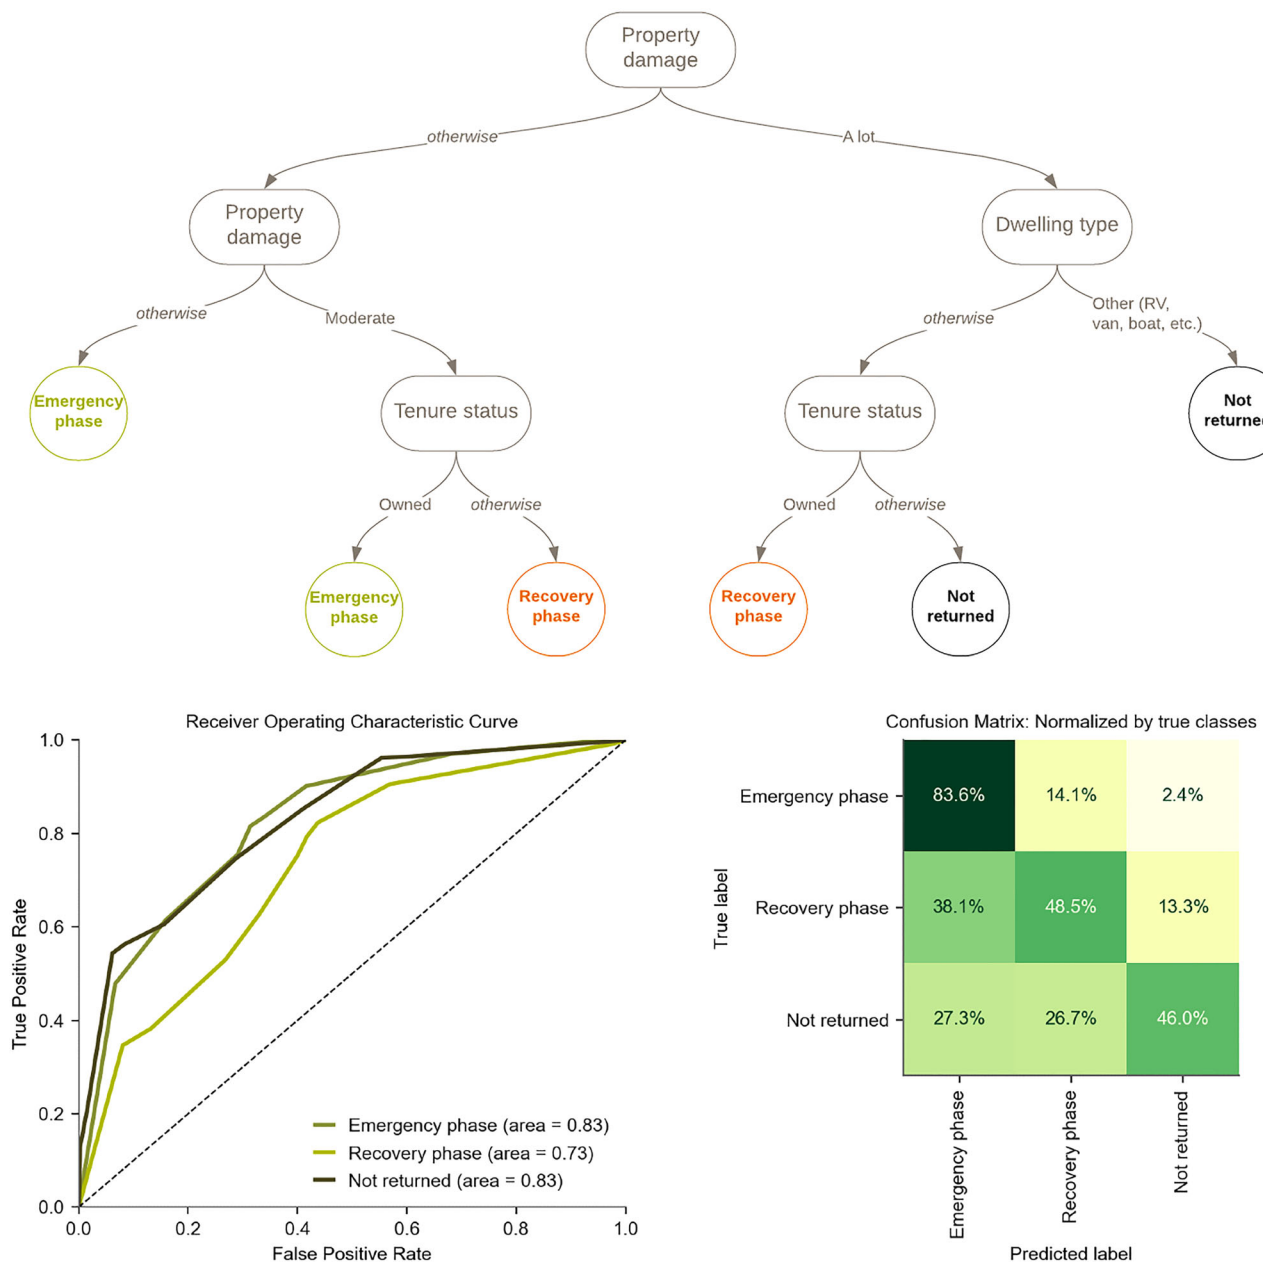 Property
damage
otherwise
A lot
Property
damage
Dwelling type
otherwise
Moderate
otherwise
Other (RV,
van, boat, etc.)
Emergency
phase
Tenure status
Tenure status
Not
returned
Owned
otherwise
Owned
otherwise
Emergency
phase
Recovery
phase
Recovery
phase
Not
returned
Receiver Operating Characteristic Curve
1.0
0.8
0.6
0.4
0.2
0.0
True Positive Rate
Emergency phase (area = 0.83)
Recovery phase (area = 0.73)
Not returned (area = 0.83)
0.0 0.2 0.4 0.6 0.8 1.0
False Positive Rate
Confusion Matrix: Normalized by true classes
True label
Emergency phase 83.6% 14.1% 2.4%
Recovery phase 38.1% 48.5% 13.3%
Not returned 27.3% 26.7% 46.0%
Emergency phase
Recovery phase
Not returned
Predicted label